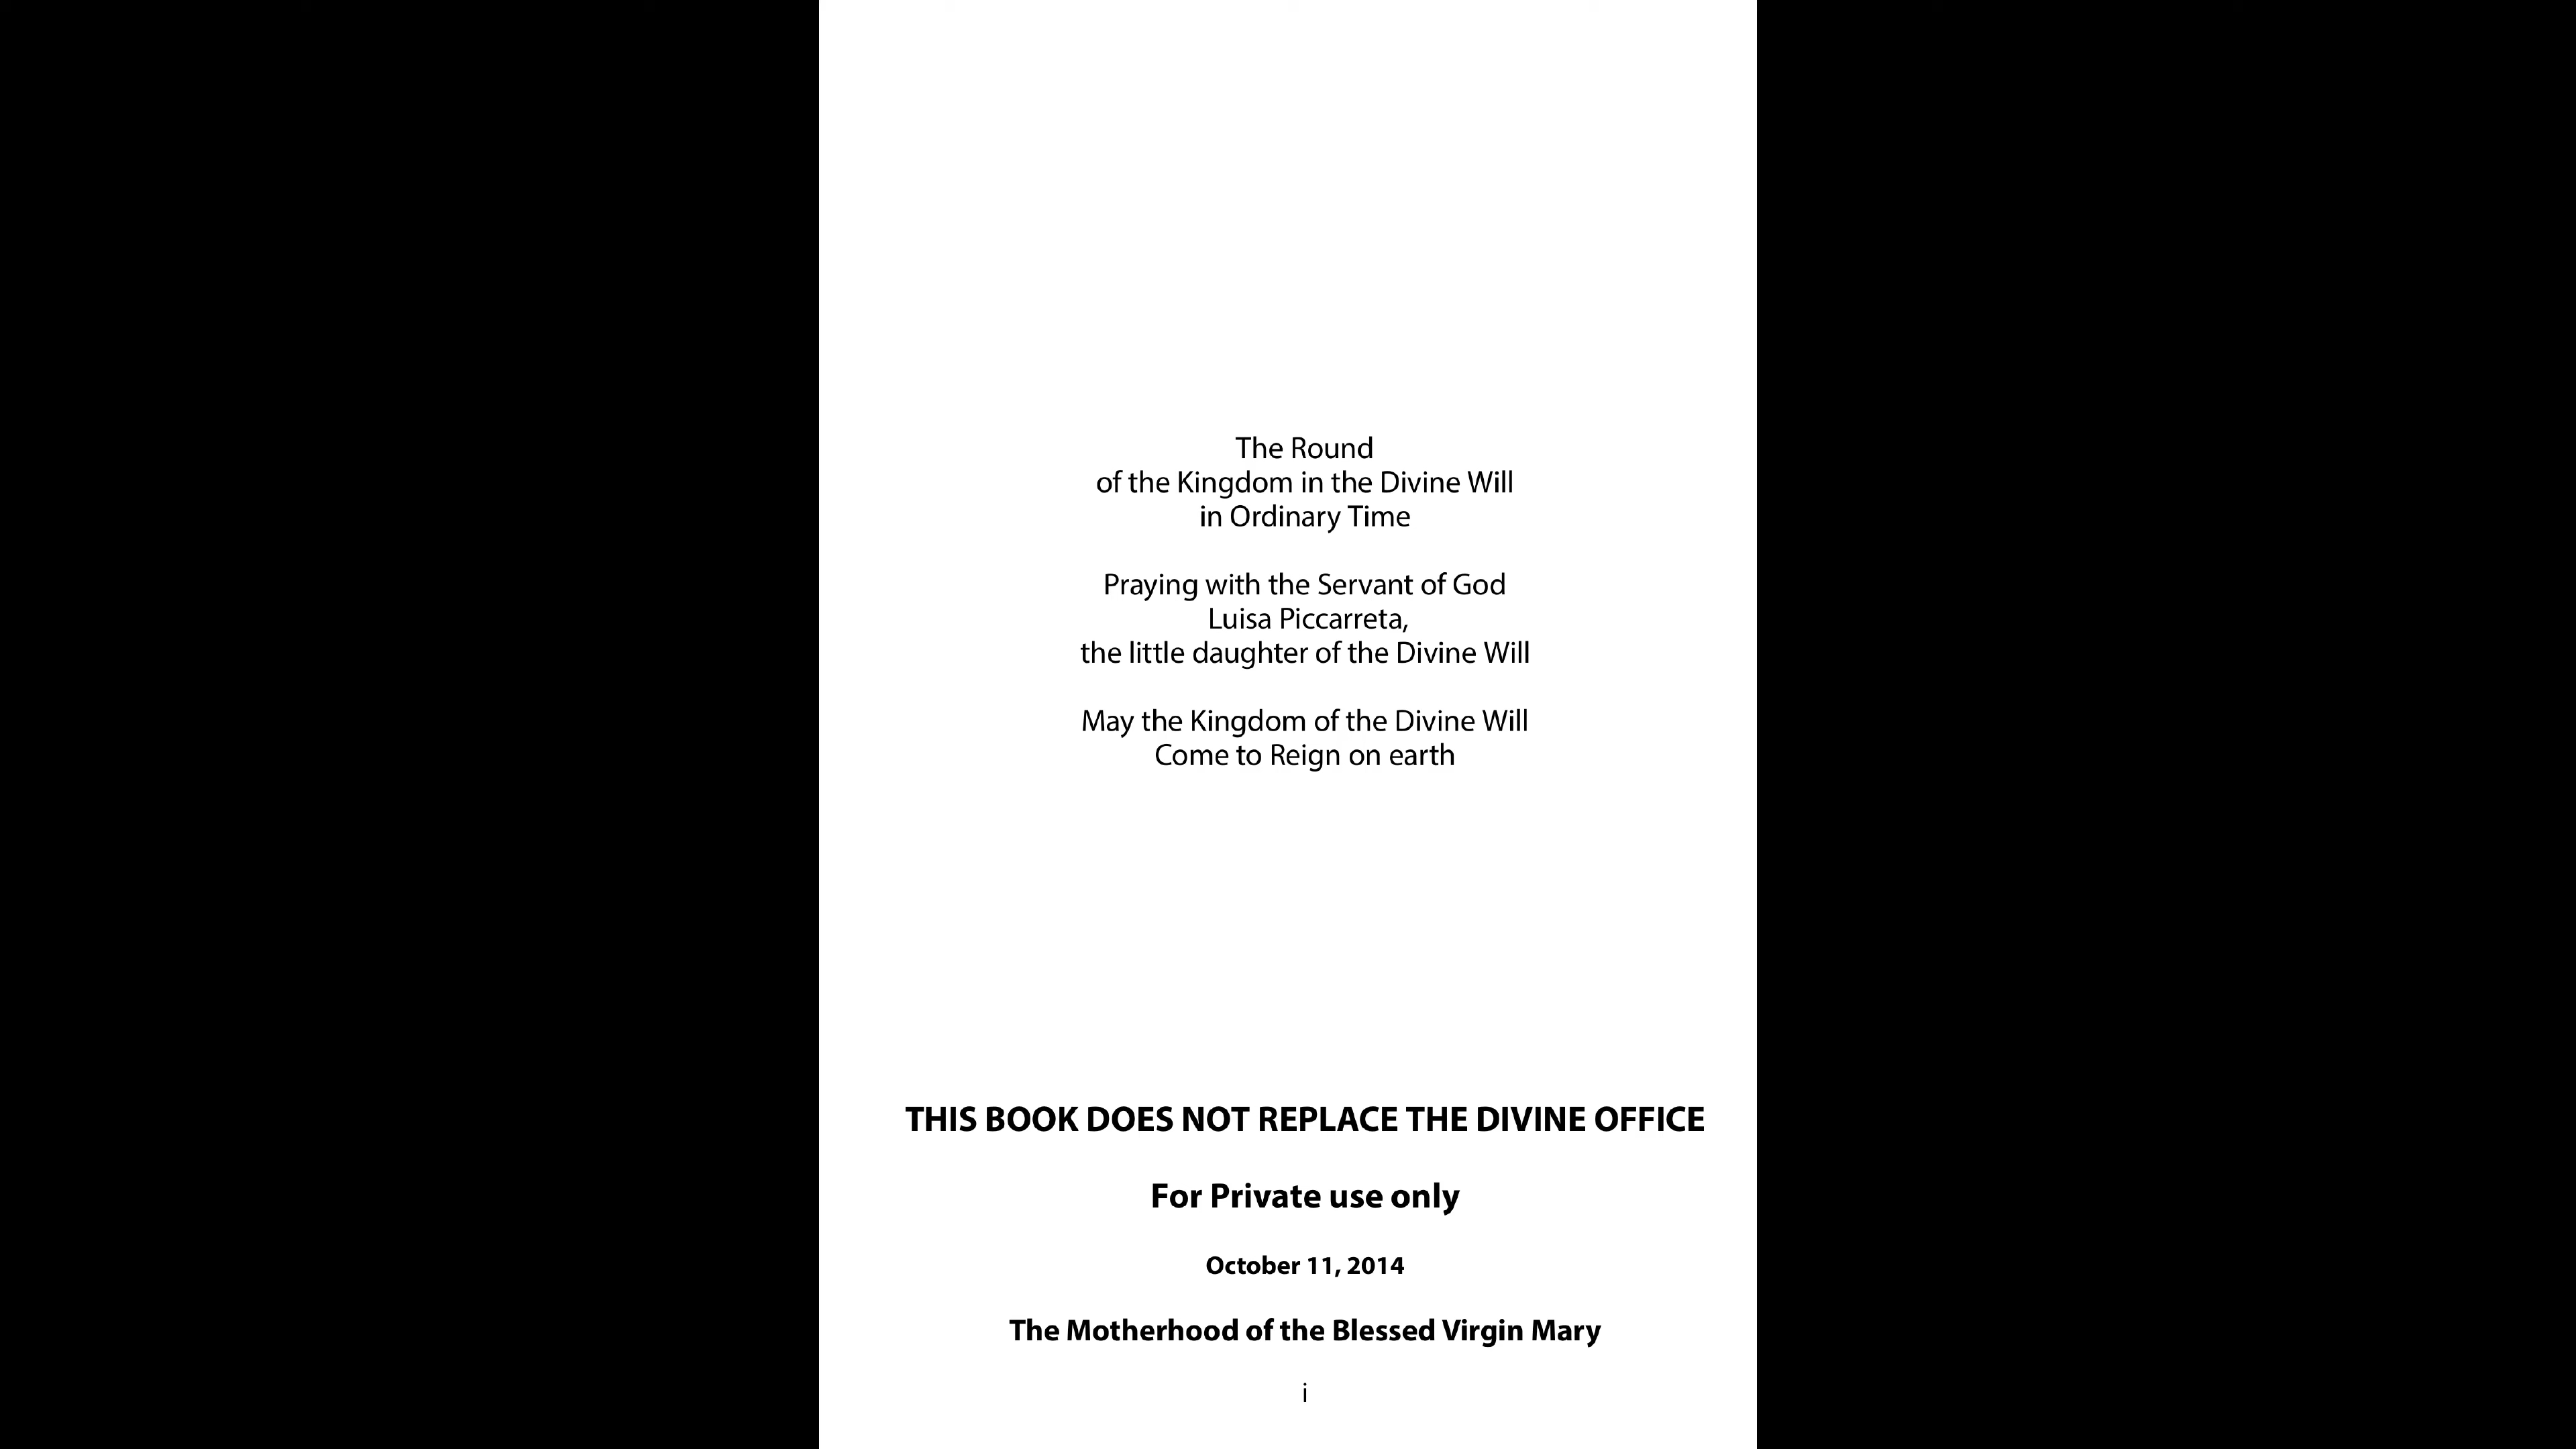 The Round
of the Kingdom in the Divine Will
in Ordinary Time
Praying with the Servant of God
Luisa Piccarreta,
the little daughter of the Divine Will
May the Kingdom of the Divine Will
Come to Reign on earth
THIS BOOK DOES NOT REPLACE THE DIVINE OFFICE
For Private use only
October 11, 2014
The Motherhood of the Blessed Virgin Mary
i